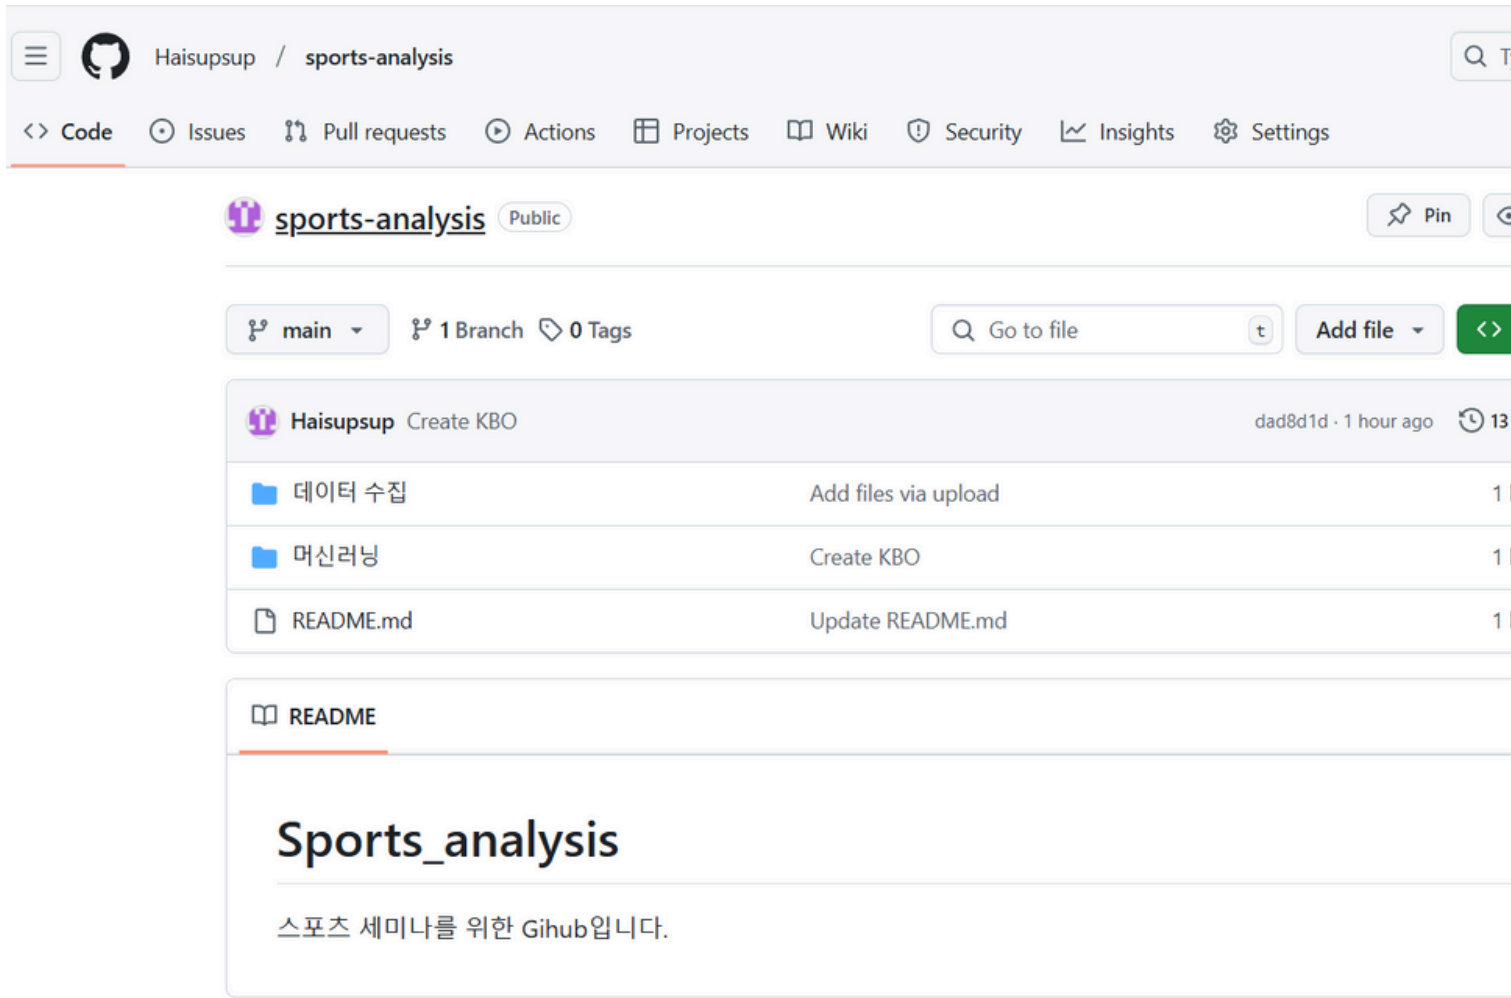 Haisupsup / sports-analysis
Code Issues Pull requests Actions Projects Wiki Security Insights Settings
sports-analysis Public Pin
main 1 Branch 0 Tags Go to file t Add file
Haisupsup Create KBO dad8d1d · 1 hour ago 13
데이터 수집 Add files via upload 1
머신러닝 Create KBO 1
README.md Update README.md 1
README
Sports_analysis
스포츠 세미나를 위한 Gihub입니다.